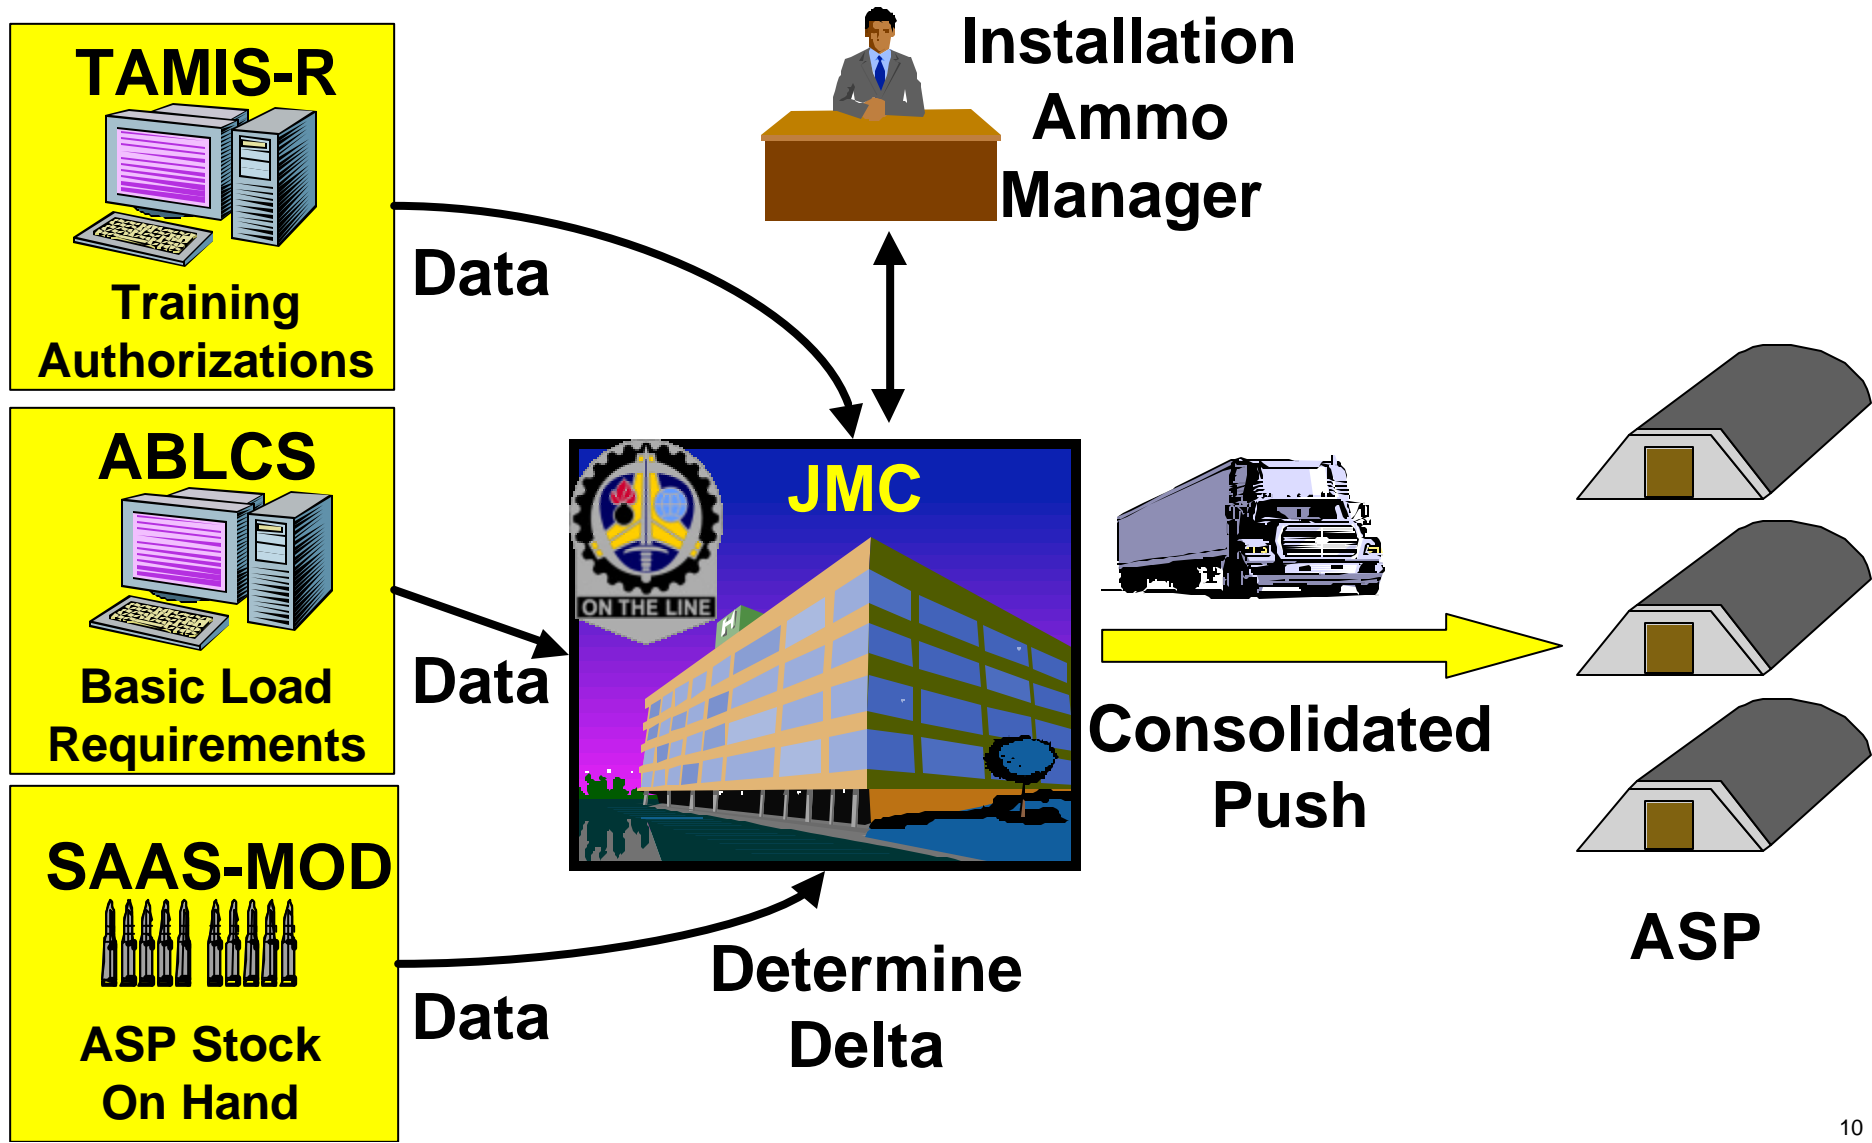 TAMIS-R
Training
Authorizations
Data
Installation
Ammo
Manager
ABLCS
Basic Load
Requirements
Data
JMC
ON THE LINE
H
Consolidated
Push
SAAS-MOD
ASP Stock
On Hand
Data
Determine
Delta
ASP
10